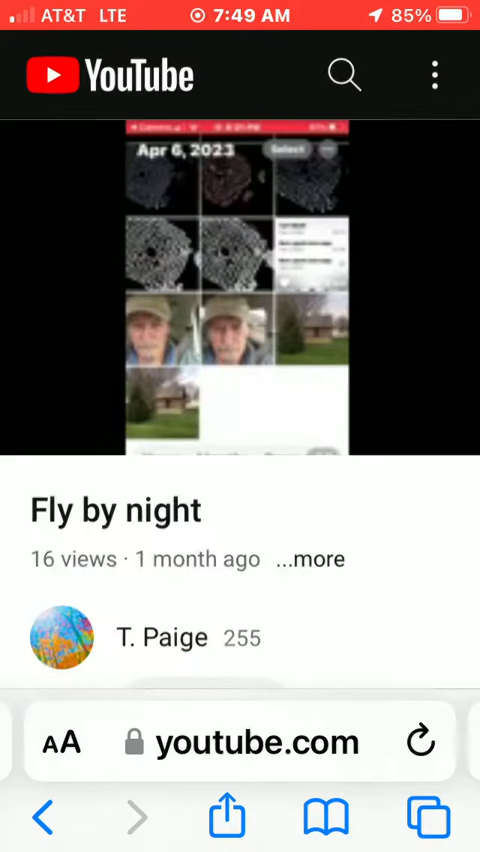 AT&T LTE 7:49 AM 85%
YouTube
Apr 6, 2023 Select
Fly by night
16 views · 1 month ago ...more
T. Paige 255
AA youtube.com